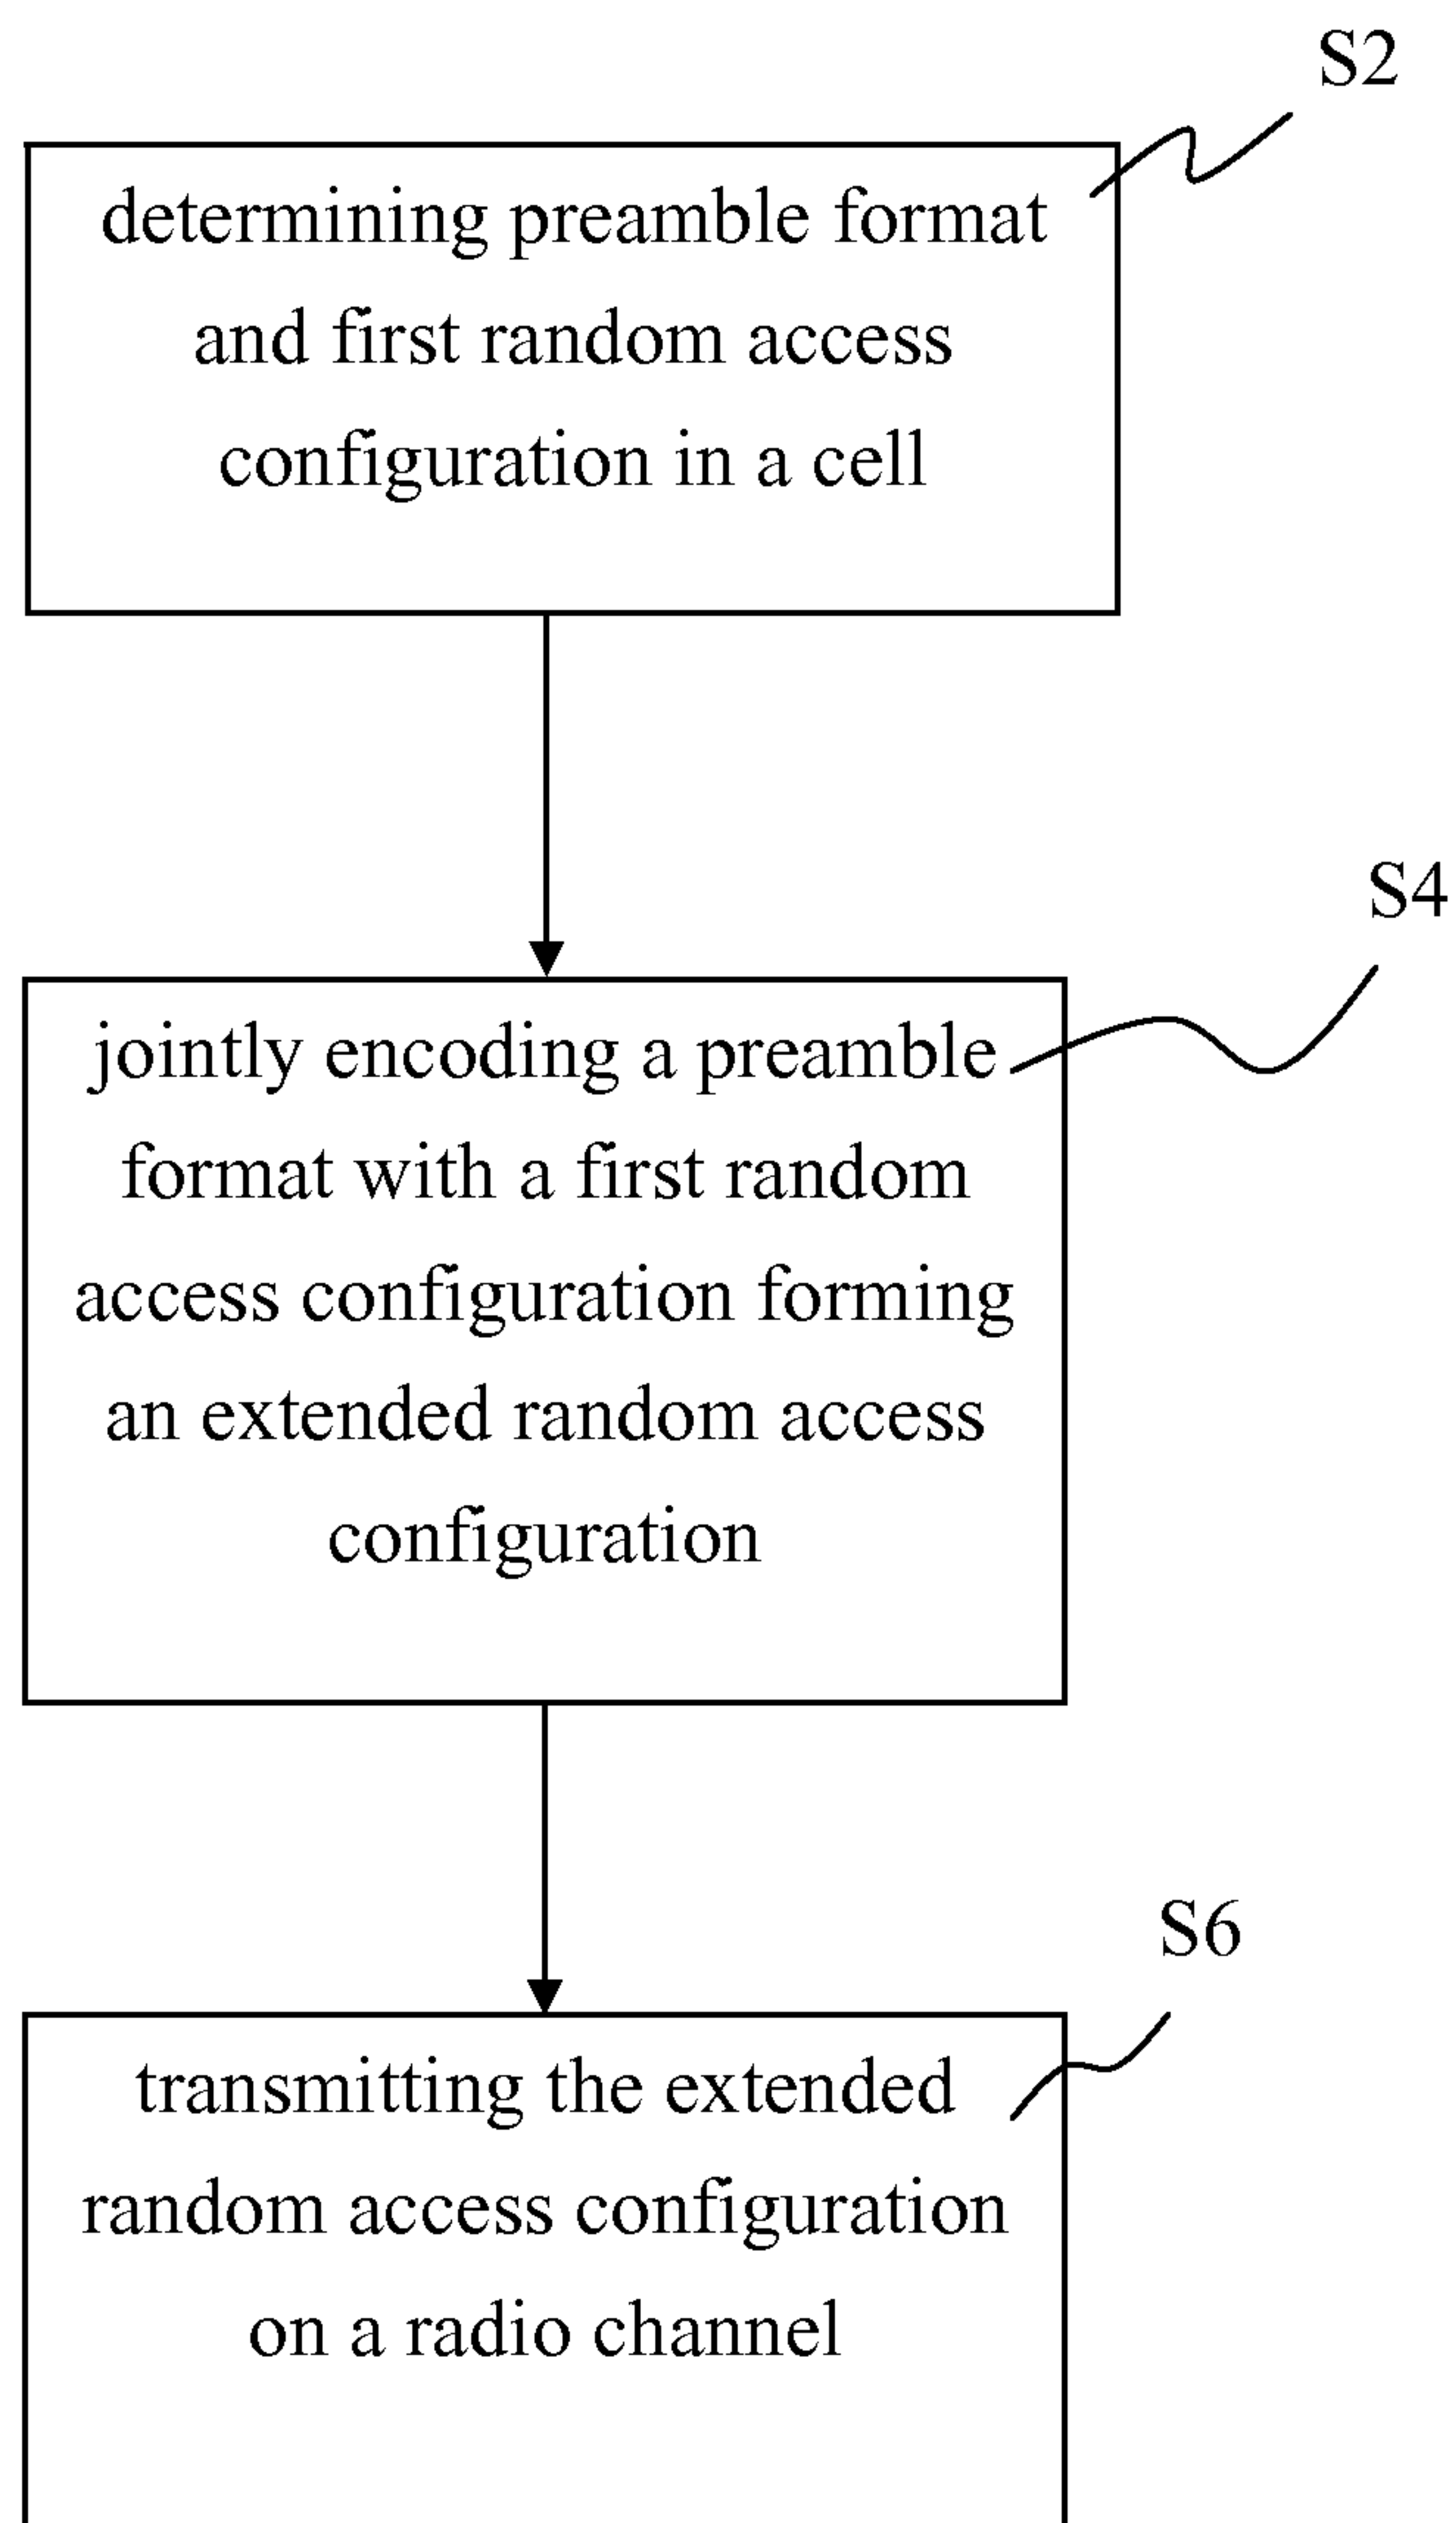 S2
determining preamble format
and first random access
configuration in a cell
S4
jointly encoding a preamble
format with a first random
access configuration forming
an extended random access
configuration
S6
transmitting the extended
random access configuration
on a radio channel